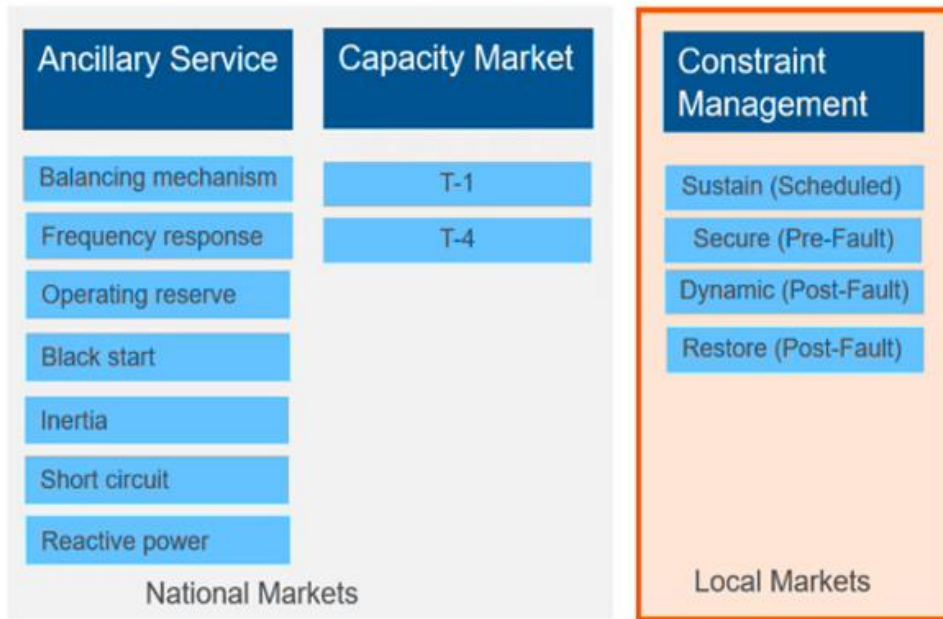 Ancillary Service
Balancing mechanism
Frequency response
Operating reserve
Black start
Inertia
Short circuit
Reactive power
Capacity Market
T-1
T-4
National Markets
Constraint
Management
Sustain (Scheduled)
Secure (Pre-Fault)
Dynamic (Post-Fault)
Restore (Post-Fault)
Local Markets